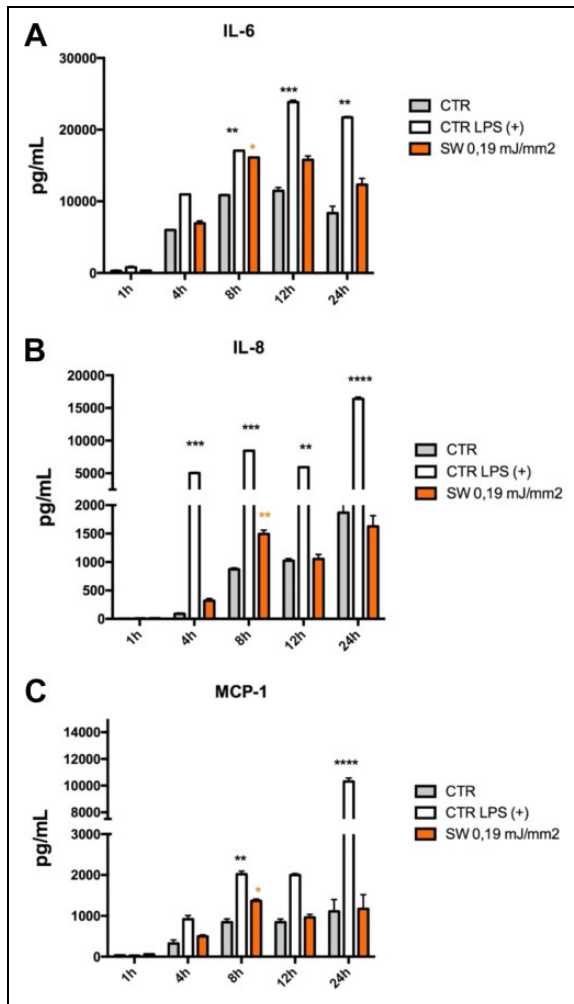 A
IL-6
30000
20000
10000
0
pg/mL
** * *** **
1h 4h 8h 12h 24h
CTR
CTR LPS (+)
SW 0,19 mJ/mm2
B
IL-8
20000
15000
10000
5000
2000
1500
1000
500
0
pg/mL
*** *** ** ** ****
1h 4h 8h 12h 24h
CTR
CTR LPS (+)
SW 0,19 mJ/mm2
C
MCP-1
14000
12000
10000
8000
3000
2000
1000
0
pg/mL
** * ****
1h 4h 8h 12h 24h
CTR
CTR LPS (+)
SW 0,19 mJ/mm2